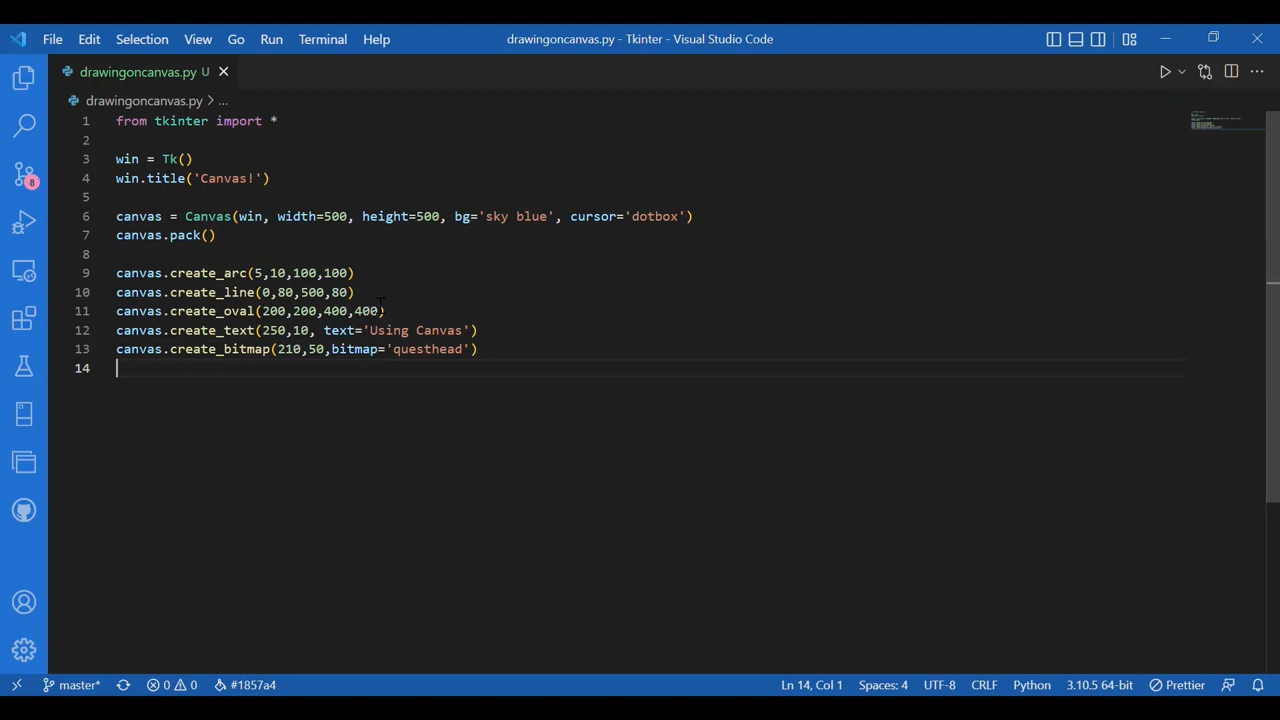 File Edit Selection View Go Run Terminal Help drawingoncanvas.py - Tkinter - Visual Studio Code
drawingoncanvas.py U
drawingoncanvas.py > ...
1 from tkinter import *
2
3 win = Tk()
4 win.title('Canvas!')
5
6 canvas = Canvas(win, width=500, height=500, bg='sky blue', cursor='dotbox')
7 canvas.pack()
8
9 canvas.create_arc(5,10,100,100)
10 canvas.create_line(0,80,500,80)
11 canvas.create_oval(200,200,400,400)
12 canvas.create_text(250,10, text='Using Canvas')
13 canvas.create_bitmap(210,50,bitmap='questhead')
14
8
master* 0 0 #1857a4 Ln 14, Col 1 Spaces: 4 UTF-8 CRLF Python 3.10.5 64-bit Prettier